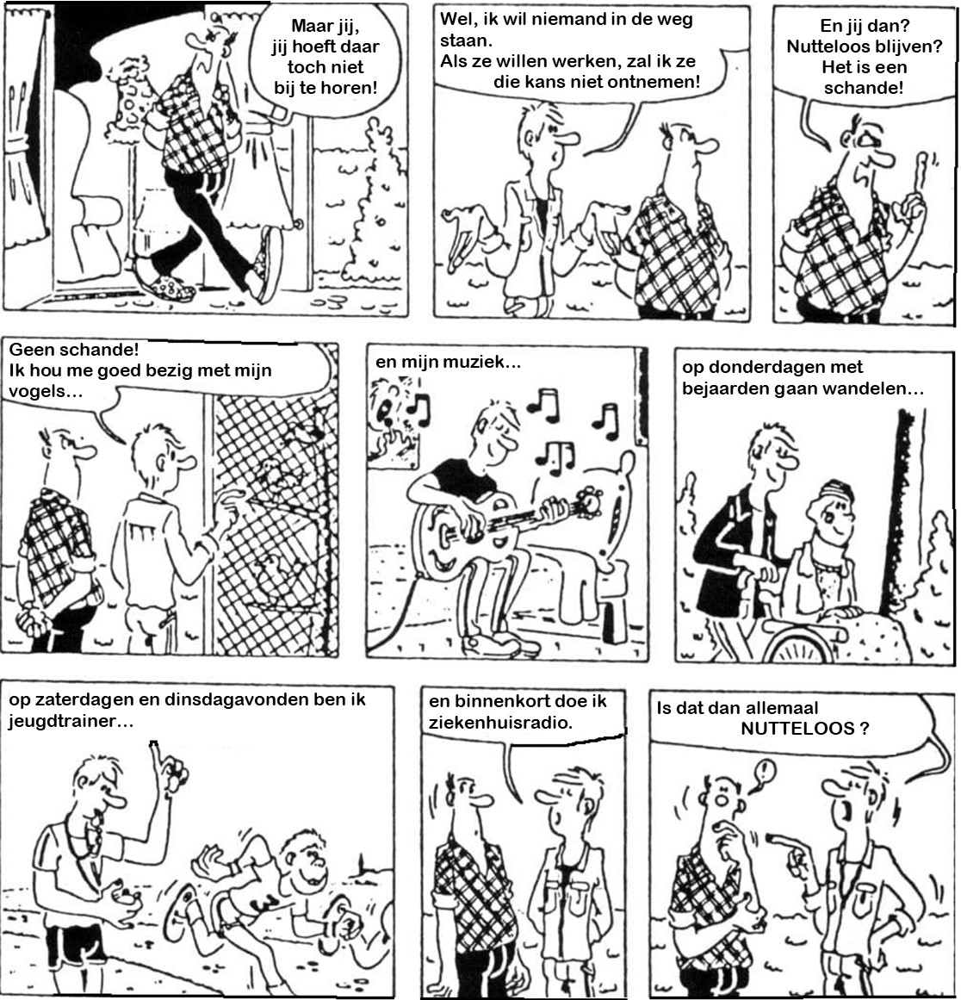 Maar jij,
jij hoeft daar
toch niet
bij te horen!
Wel, ik wil niemand in de weg
staan.
Als ze willen werken, zal ik ze
die kans niet ontnemen!
En jij dan?
Nutteloos blijven?
Het is een
schande!
Geen schande!
Ik hou me goed bezig met mijn
vogels...
en mijn muziek...
op donderdagen met
bejaarden gaan wandelen...
op zaterdagen en dinsdagavonden ben ik
jeugdtrainer...
en binnenkort doe ik
ziekenhuisradio.
!
Is dat dan allemaal
NUTTELOOS ?